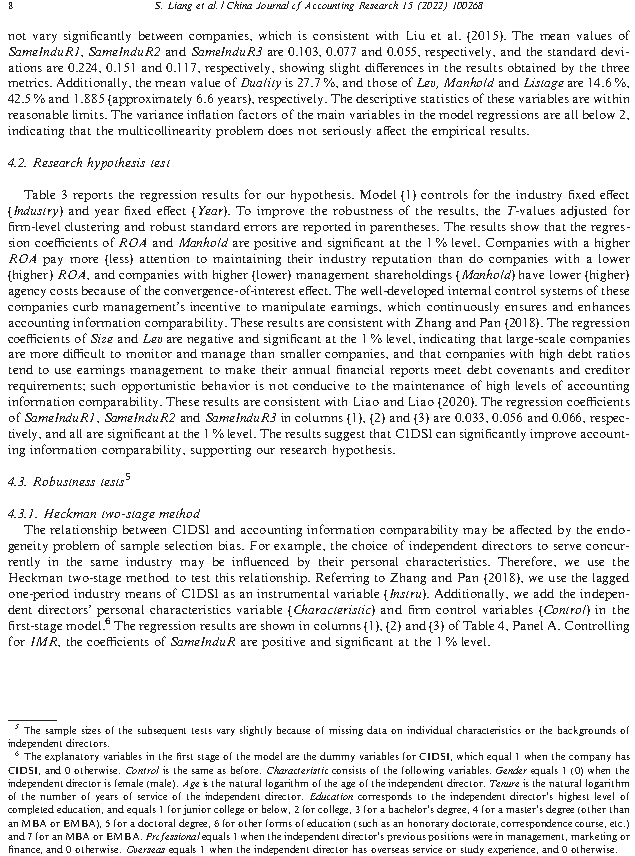 8
S. Liang et al. / China Journal of Accounting Research 15 (2022) 100268
not vary significantly between companies, which is consistent with Liu et al. (2015). The mean values of
SameInduR1, SameInduR2 and SameInduR3 are 0.103, 0.077 and 0.055, respectively, and the standard devi-
ations are 0.224, 0.151 and 0.117, respectively, showing slight differences in the results obtained by the three
metrics. Additionally, the mean value of Duality is 27.7%, and those of Lev, Manhold and Listage are 14.6%,
42.5% and 1.885 (approximately 6.6 years), respectively. The descriptive statistics of these variables are within
reasonable limits. The variance inflation factors of the main variables in the model regressions are all below 2,
indicating that the multicollinearity problem does not seriously affect the empirical results.
4.2. Research hypothesis test
Table 3 reports the regression results for our hypothesis. Model (1) controls for the industry fixed effect
(Industry) and year fixed effect (Year). To improve the robustness of the results, the T-values adjusted for
firm-level clustering and robust standard errors are reported in parentheses. The results show that the regres-
sion coefficients of ROA and Manhold are positive and significant at the 1% level. Companies with a higher
ROA pay more (less) attention to maintaining their industry reputation than do companies with a lower
(higher) ROA, and companies with higher (lower) management shareholdings (Manhold) have lower (higher)
agency costs because of the convergence-of-interest effect. The well-developed internal control systems of these
companies curb management's incentive to manipulate earnings, which continuously ensures and enhances
accounting information comparability. These results are consistent with Zhang and Pan (2018). The regression
coefficients of Size and Lev are negative and significant at the 1% level, indicating that large-scale companies
are more difficult to monitor and manage than smaller companies, and that companies with high debt ratios
tend to use earnings management to make their annual financial reports meet debt covenants and creditor
requirements; such opportunistic behavior is not conducive to the maintenance of high levels of accounting
information comparability. These results are consistent with Liao and Liao (2020). The regression coefficients
of SameInduR1, SameInduR2 and SameInduR3 in columns (1), (2) and (3) are 0.033, 0.056 and 0.066, respec-
tively, and all are significant at the 1% level. The results suggest that CIDSI can significantly improve account-
ing information comparability, supporting our research hypothesis.
4.3. Robustness tests5
4.3.1. Heckman two-stage method
The relationship between CIDSI and accounting information comparability may be affected by the endo-
geneity problem of sample selection bias. For example, the choice of independent directors to serve concur-
rently in the same industry may be influenced by their personal characteristics. Therefore, we use the
Heckman two-stage method to test this relationship. Referring to Zhang and Pan (2018), we use the lagged
one-period industry means of CIDSI as an instrumental variable (Instru). Additionally, we add the indepen-
dent directors' personal characteristics variable (Characteristic) and firm control variables (Control) in the
first-stage model.6 The regression results are shown in columns (1), (2) and (3) of Table 4, Panel A. Controlling
for IMR, the coefficients of SameInduR are positive and significant at the 1% level.
5 The sample sizes of the subsequent tests vary slightly because of missing data on individual characteristics or the backgrounds of
independent directors.
6 The explanatory variables in the first stage of the model are the dummy variables for CIDSI, which equal 1 when the company has
CIDSI, and 0 otherwise. Control is the same as before. Characteristic consists of the following variables. Gender equals 1 (0) when the
independent director is female (male). Age is the natural logarithm of the age of the independent director. Tenure is the natural logarithm
of the number of years of service of the independent director. Education corresponds to the independent director's highest level of
completed education, and equals 1 for junior college or below, 2 for college, 3 for a bachelor's degree, 4 for a master's degree (other than
an MBA or EMBA), 5 for a doctoral degree, 6 for other forms of education (such as an honorary doctorate, correspondence course, etc.)
and 7 for an MBA or EMBA. Professional equals 1 when the independent director's previous positions were in management, marketing or
finance, and 0 otherwise. Overseas equals 1 when the independent director has overseas service or study experience, and 0 otherwise.